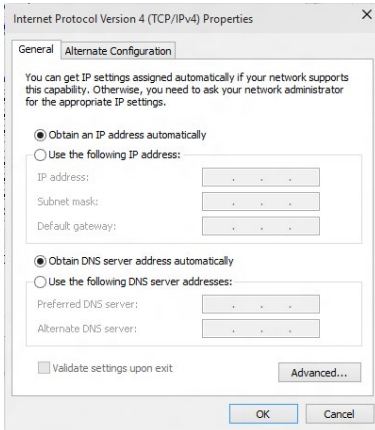 Internet Protocol Version 4 (TCP/IPv4) Properties
General
Alternate Configuration
You can get IP settings assigned automatically if your network supports
this capability. Otherwise, you need to ask your network administrator
for the appropriate IP settings.
Obtain an IP address automatically
Use the following IP address:
IP address:
Subnet mask:
Default gateway:
Obtain DNS server address automatically
Use the following DNS server addresses:
Preferred DNS server:
Alternate DNS server:
Validate settings upon exit
Advanced...
OK
Cancel